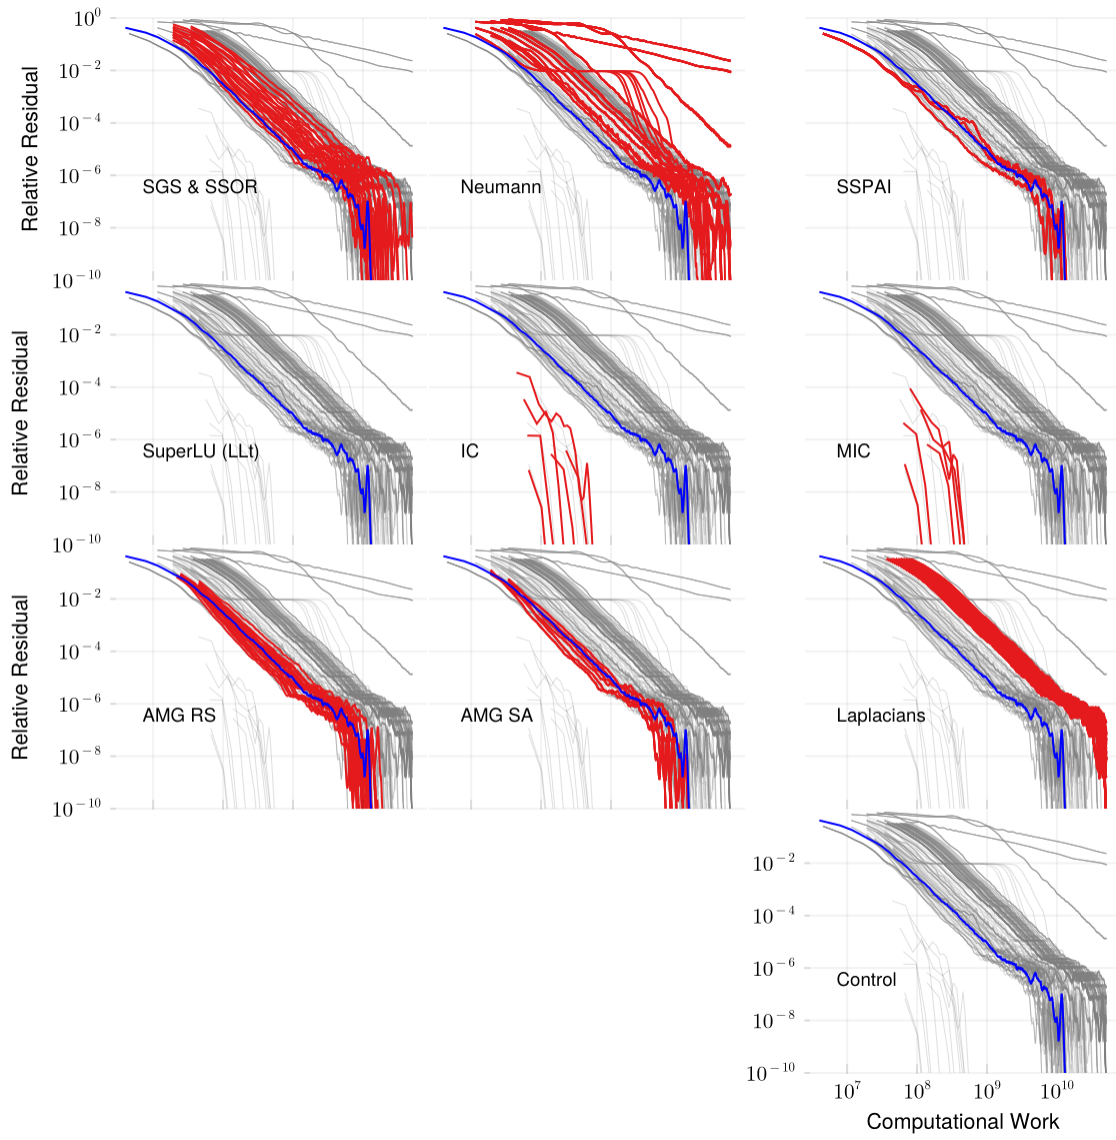 Relative Residual
10^0
10^−2
10^−4
10^−6
10^−8
10^−10
SGS & SSOR
Neumann
SSPAI
Relative Residual
10^−2
10^−4
10^−6
10^−8
10^−10
SuperLU (LLt)
IC
MIC
Relative Residual
10^−2
10^−4
10^−6
10^−8
10^−10
AMG RS
AMG SA
Laplacians
10^−2
10^−4
10^−6
10^−8
10^−10
Control
10^7 10^8 10^9 10^10
Computational Work